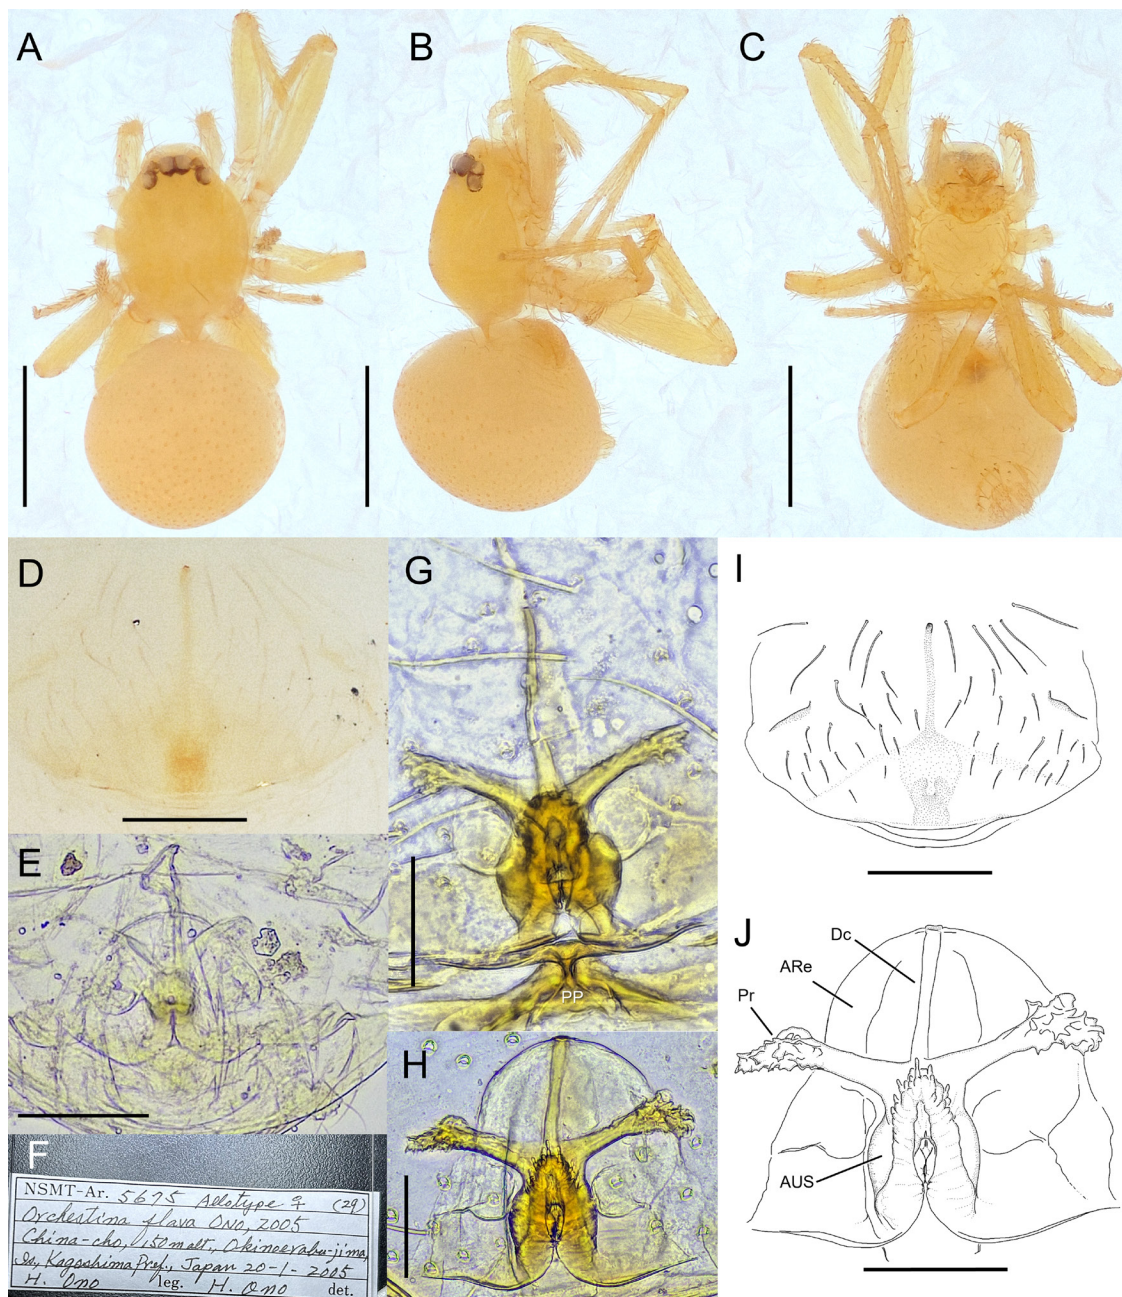 A
B
C
D
E
F
NSMT-Ar. 5675 Allotype ♀ (29)
Orchestina flava Ono, 2005
China-cho, 150 m alt., Okinoerabu-jima,
Is., Kagoshima Pref., Japan 20-1-2005
H. Ono leg. H. Ono det.
G
PP
H
I
J
Dc
ARe
Pr
AUS